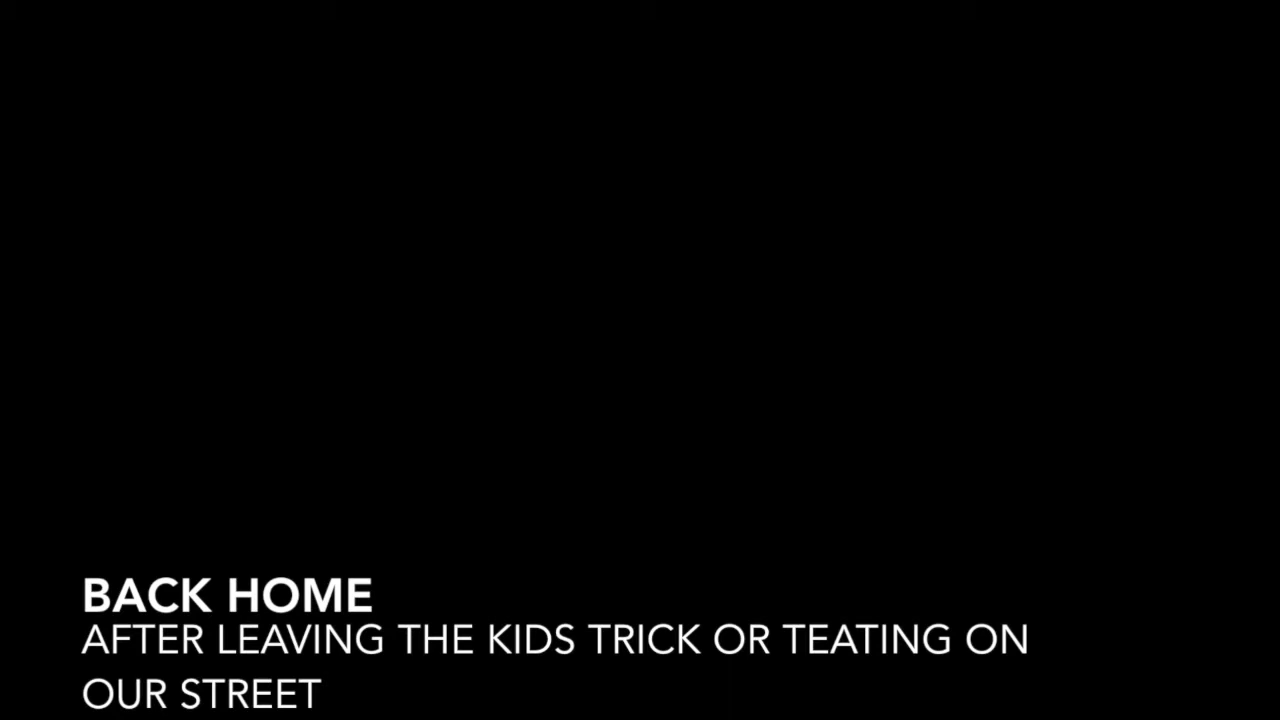 BACK HOME
AFTER LEAVING THE KIDS TRICK OR TEATING ON
OUR STREET